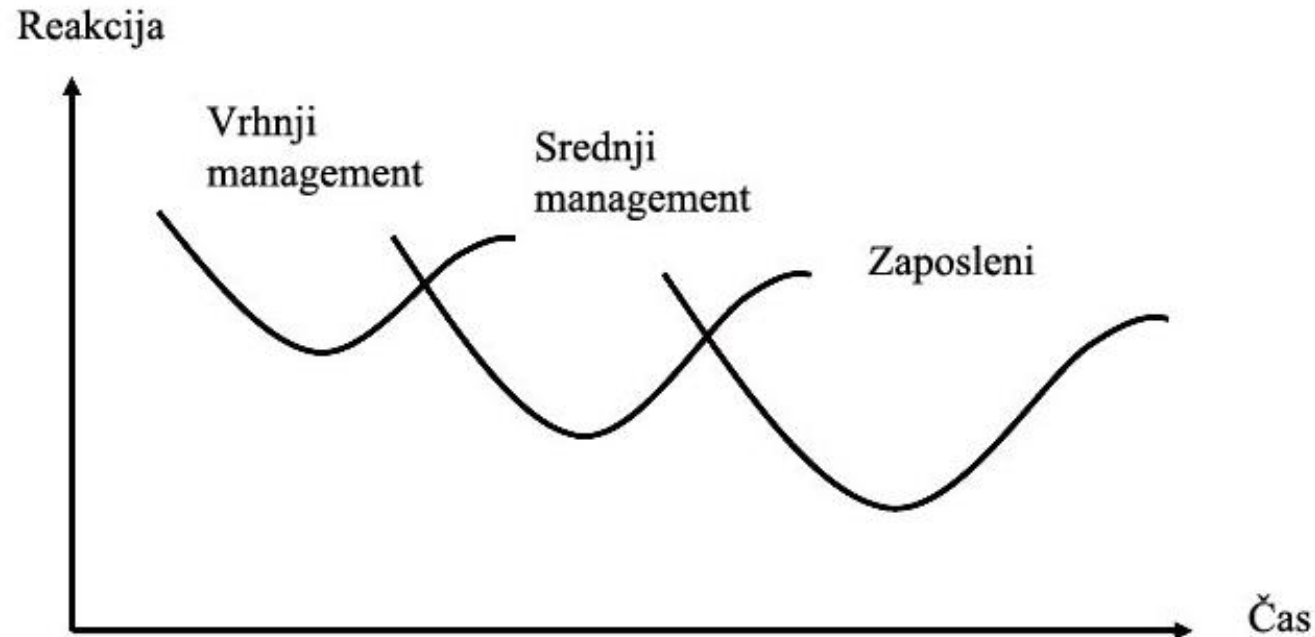 Reakcija
Vrhnji
management
Srednji
management
Zaposleni
Čas